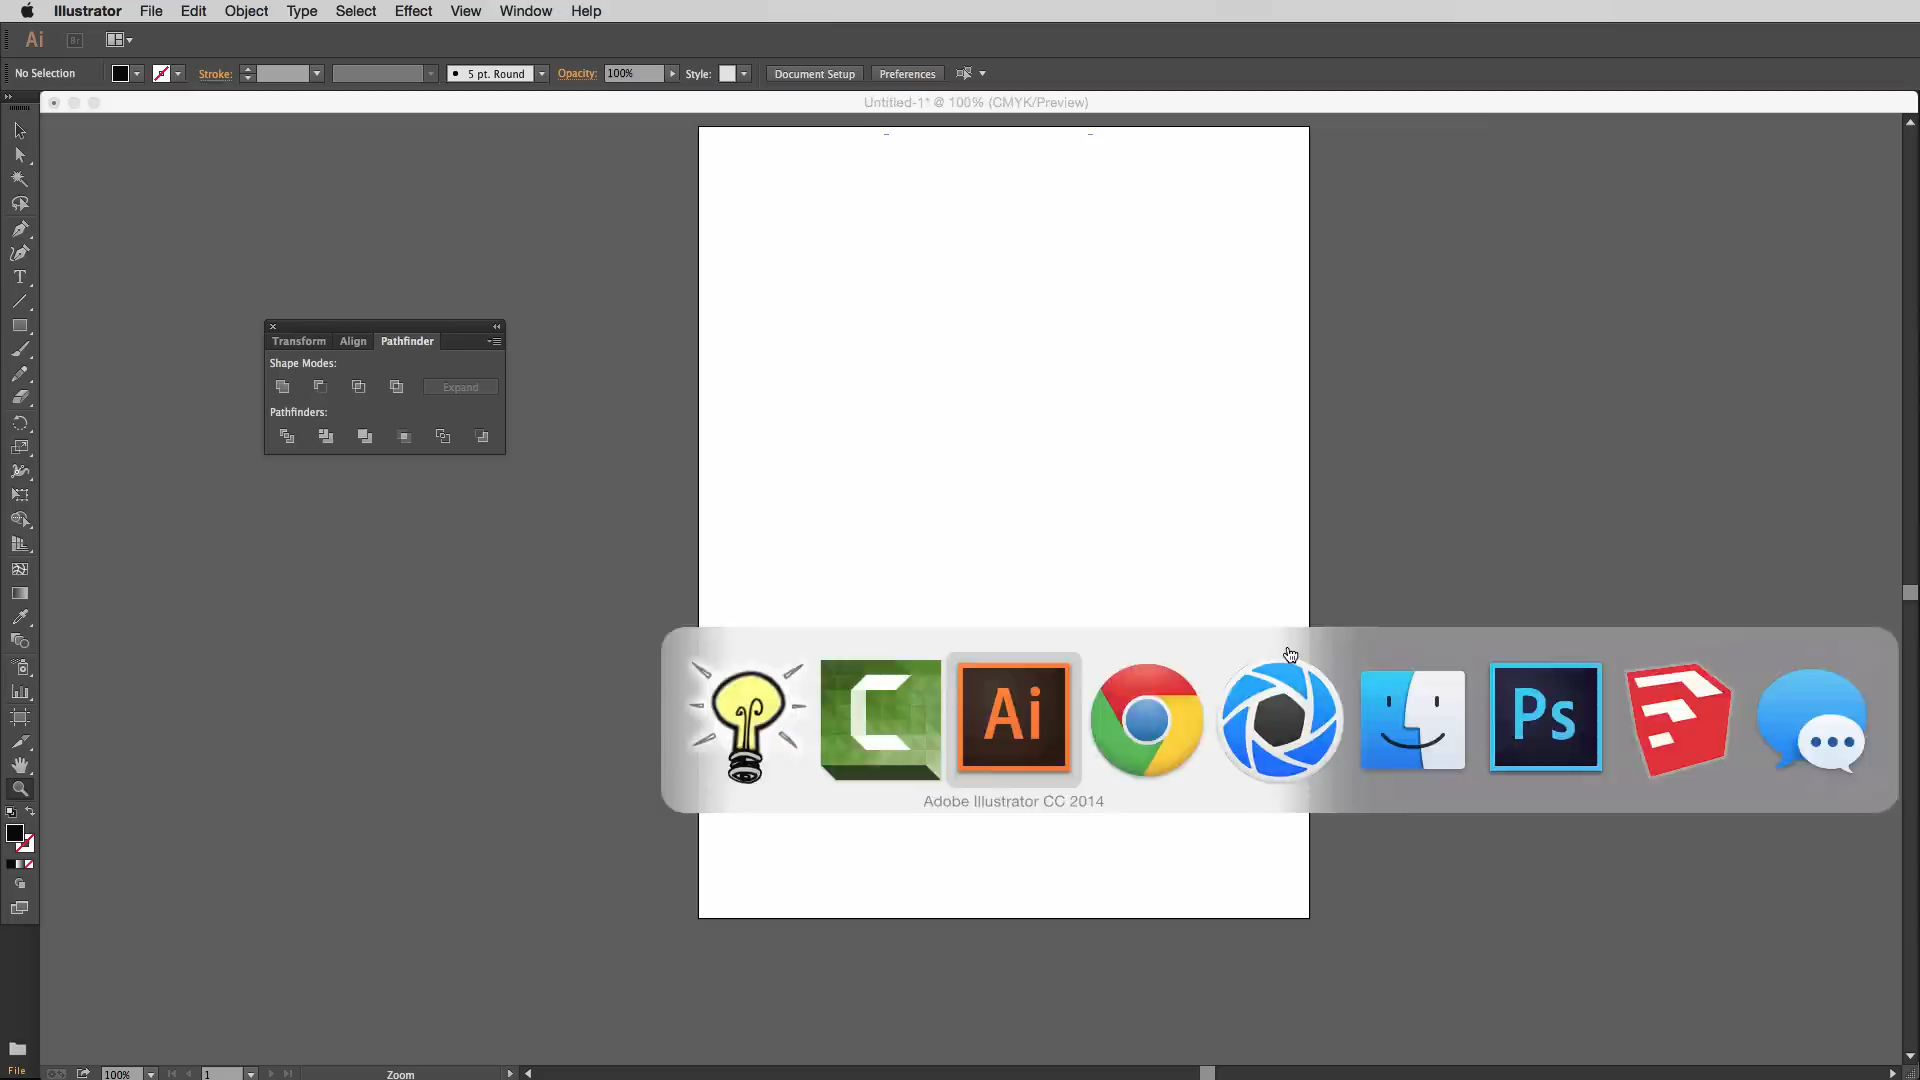 Illustrator File Edit Object Type Select Effect View Window Help
Ai Br
No Selection Stroke: 5 pt. Round Opacity: 100% Style: Document Setup Preferences
Untitled-1* @ 100% (CMYK/Preview)
T
Transform Align Pathfinder
Shape Modes:
Expand
Pathfinders:
Ai Ps
Adobe Illustrator CC 2014
File 100% 1 Zoom